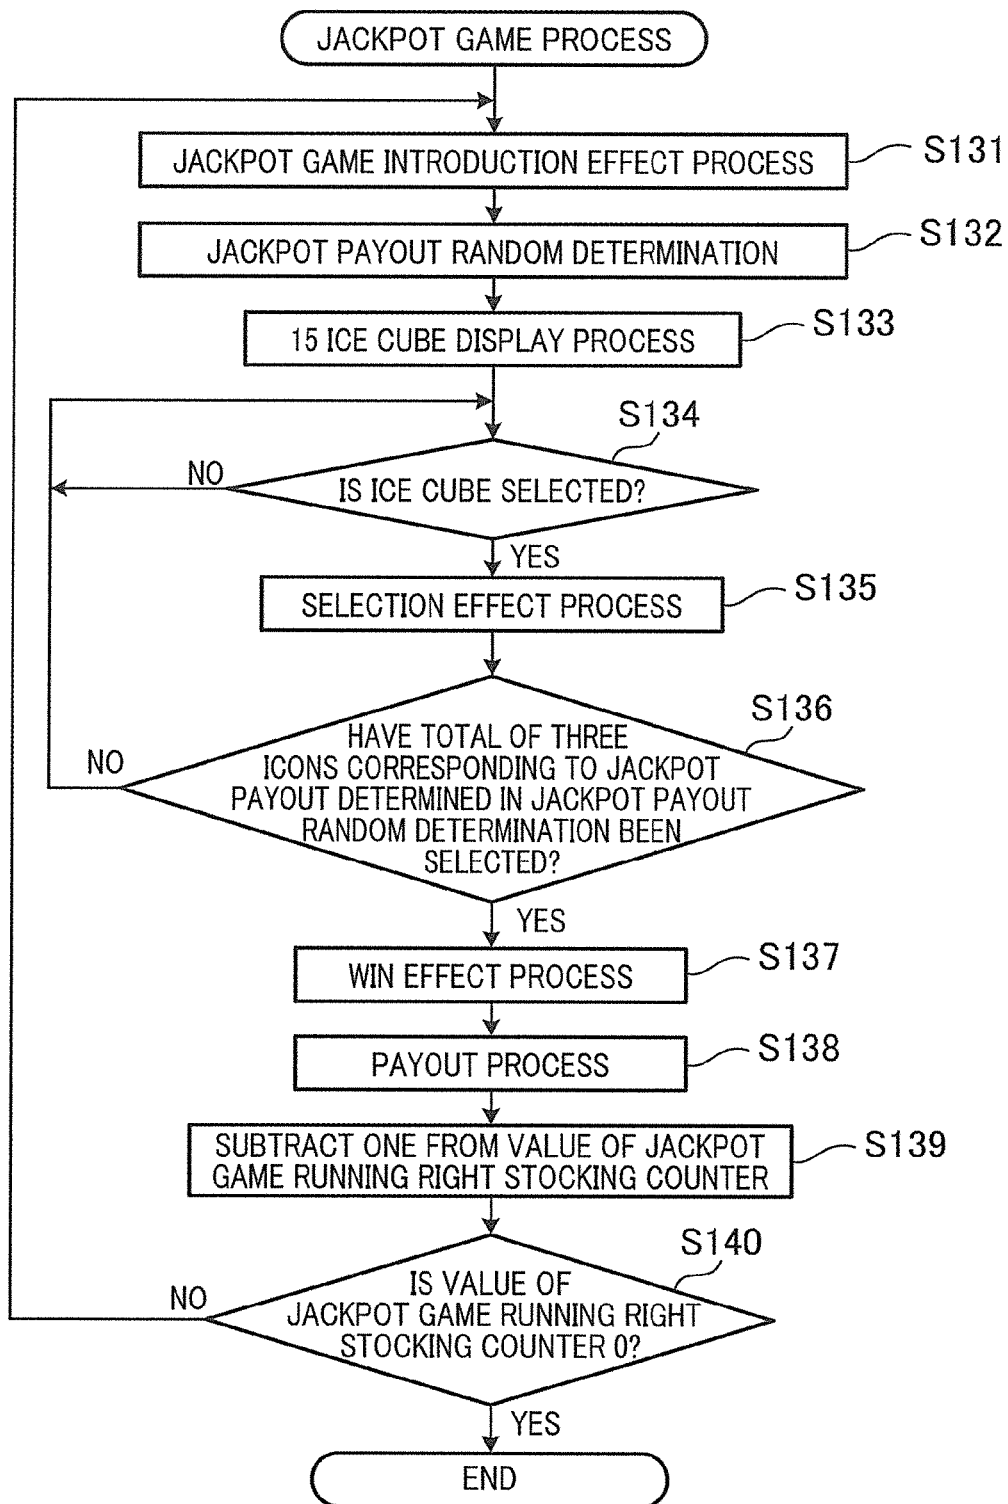 JACKPOT GAME PROCESS
JACKPOT GAME INTRODUCTION EFFECT PROCESS
S131
JACKPOT PAYOUT RANDOM DETERMINATION
S132
15 ICE CUBE DISPLAY PROCESS
S133
S134
NO
IS ICE CUBE SELECTED?
YES
SELECTION EFFECT PROCESS
S135
S136
NO
HAVE TOTAL OF THREE
ICONS CORRESPONDING TO JACKPOT
PAYOUT DETERMINED IN JACKPOT PAYOUT
RANDOM DETERMINATION BEEN
SELECTED?
YES
WIN EFFECT PROCESS
S137
PAYOUT PROCESS
S138
SUBTRACT ONE FROM VALUE OF JACKPOT
GAME RUNNING RIGHT STOCKING COUNTER
S139
S140
NO
IS VALUE OF
JACKPOT GAME RUNNING RIGHT
STOCKING COUNTER 0?
YES
END